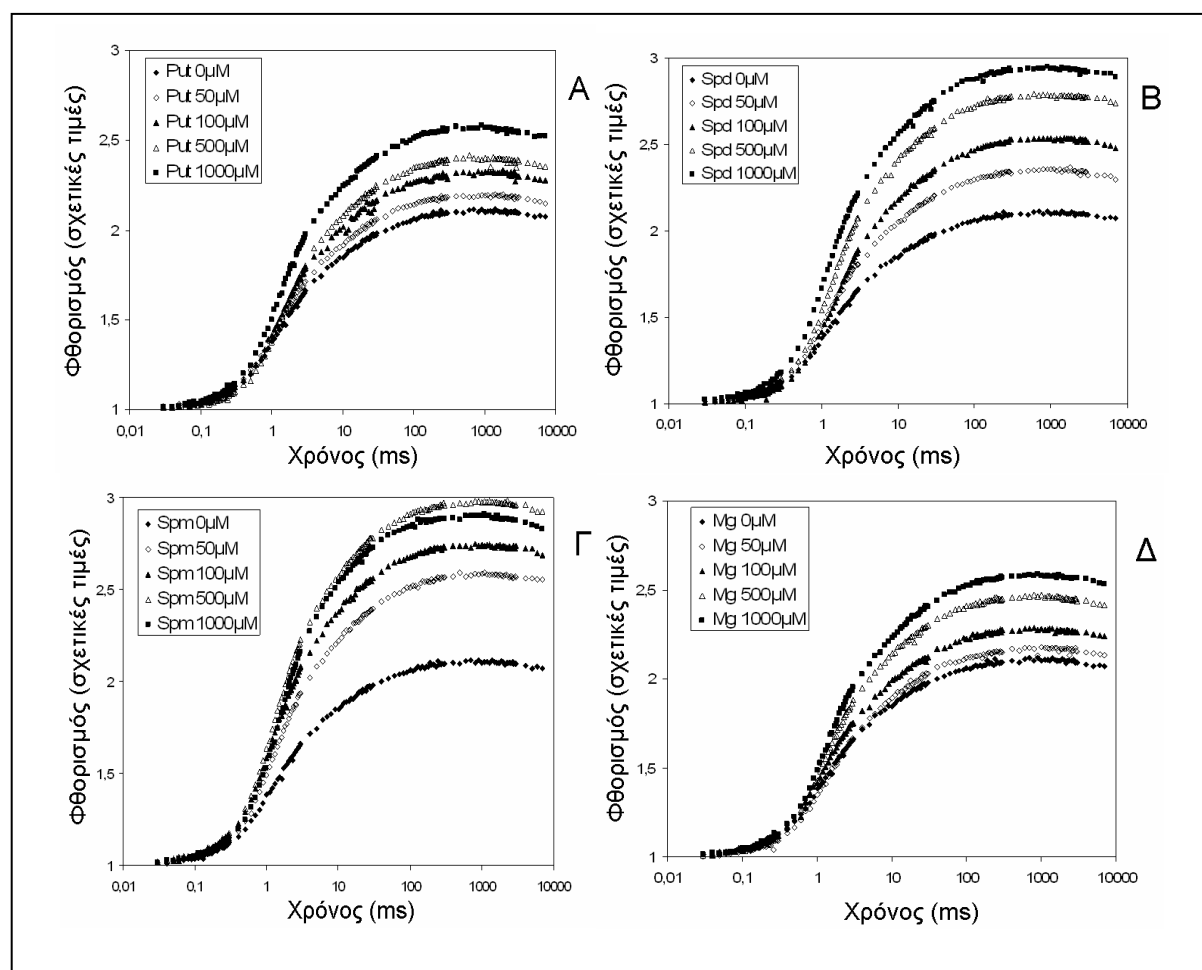 Α
Φθορισμός (σχετικές τιμές)
3
2,5
2
1,5
1
Put 0μM
Put 50μM
Put 100μM
Put 500μM
Put 1000μM
0,01 0,1 1 10 100 1000 10000
Χρόνος (ms)
Β
Φθορισμός (σχετικές τιμές)
3
2,5
2
1,5
1
Spd 0μM
Spd 50μM
Spd 100μM
Spd 500μM
Spd 1000μM
0,01 0,1 1 10 100 1000 10000
Χρόνος (ms)
Γ
Φθορισμός (σχετικές τιμές)
3
2,5
2
1,5
1
Spm 0μM
Spm 50μM
Spm 100μM
Spm 500μM
Spm 1000μM
0,01 0,1 1 10 100 1000 10000
Χρόνος (ms)
Δ
Φθορισμός (σχετικές τιμές)
3
2,5
2
1,5
1
Mg 0μM
Mg 50μM
Mg 100μM
Mg 500μM
Mg 1000μM
0,01 0,1 1 10 100 1000 10000
Χρόνος (ms)